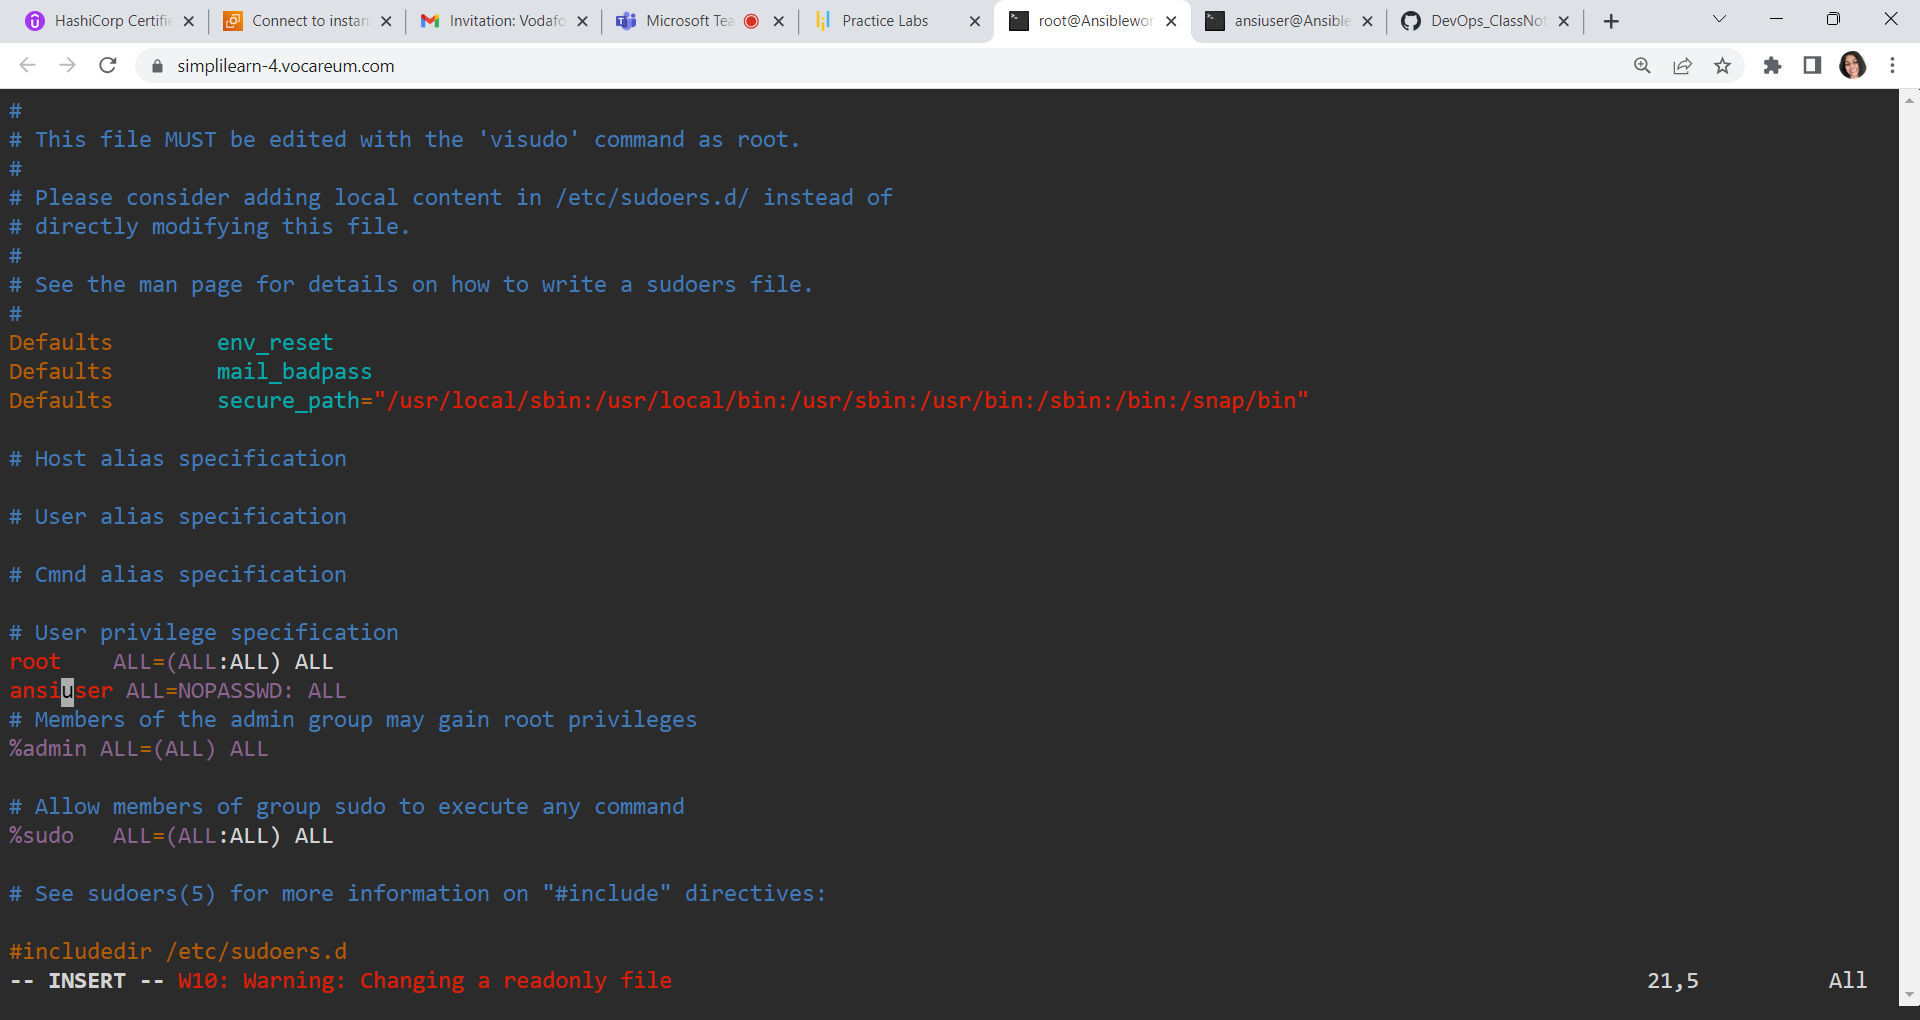 HashiCorp Certifi
Connect to instan
Invitation: Vodafo
Microsoft Tea
Practice Labs
root@Ansiblewor
ansiuser@Ansible
DevOps_ClassNot
simplilearn-4.vocareum.com
#
# This file MUST be edited with the 'visudo' command as root.
#
# Please consider adding local content in /etc/sudoers.d/ instead of
# directly modifying this file.
#
# See the man page for details on how to write a sudoers file.
#
Defaults        env_reset
Defaults        mail_badpass
Defaults        secure_path="/usr/local/sbin:/usr/local/bin:/usr/sbin:/usr/bin:/sbin:/bin:/snap/bin"
# Host alias specification
# User alias specification
# Cmnd alias specification
# User privilege specification
root    ALL=(ALL:ALL) ALL
ansiuser ALL=NOPASSWD: ALL
# Members of the admin group may gain root privileges
%admin ALL=(ALL) ALL
# Allow members of group sudo to execute any command
%sudo   ALL=(ALL:ALL) ALL
# See sudoers(5) for more information on "#include" directives:
#includedir /etc/sudoers.d
-- INSERT -- W10: Warning: Changing a readonly file 21,5 All